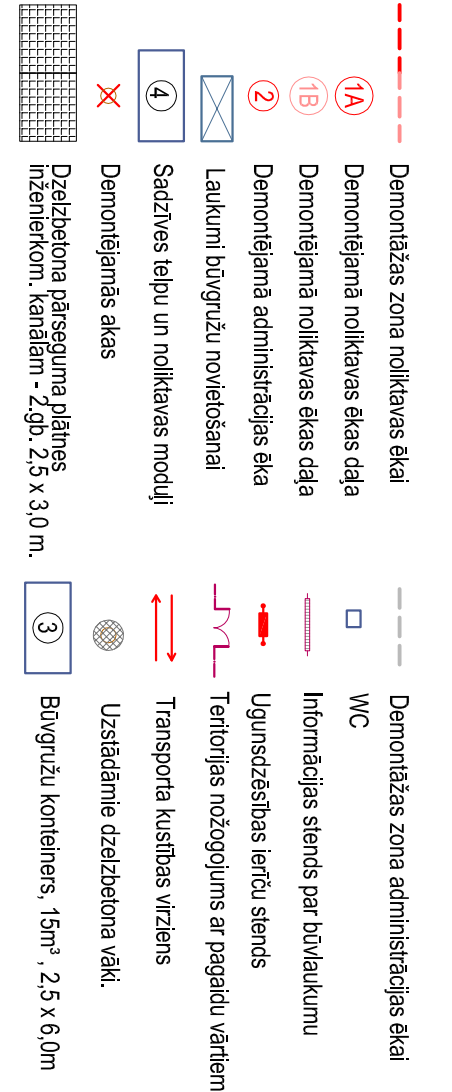 Demontāžas zona noliktavas ēkai
1A Demontējamā noliktavas ēkas daļa
1B Demontējamā noliktavas ēkas daļa
2 Demontējamā administrācijas ēka
Laukumi būvgružu novietošanai
4 Sadzīves telpu un noliktavas moduļi
Demontējamās akas
Dzelzbetona pārseguma plātnes
inženierkom. kanāļam - 2.gb. 2,5 x 3,0 m.
Demontāžas zona administrācijas ēkai
WC
Informācijas stends par būvlaukumu
Ugunsdzēsības ierīču stends
Teritorijas nožogojums ar pagaidu vārtiem
Transporta kustības virziens
Uzstādāmie dzelzbetona vāki.
3 Būvgružu konteiners, 15m³ , 2,5 x 6,0m